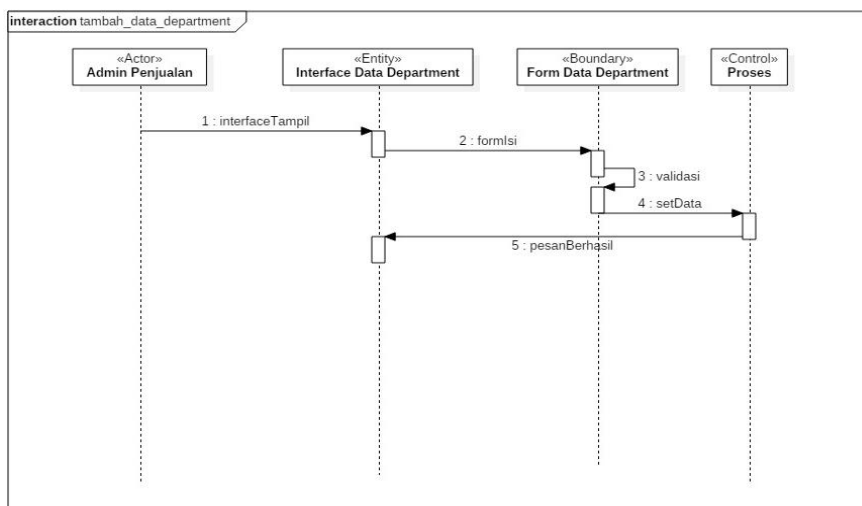 interaction tambah_data_department
«Actor»
Admin Penjualan
«Entity»
Interface Data Department
«Boundary»
Form Data Department
«Control»
Proses
1 : interfaceTampil
2 : formIsi
3 : validasi
4 : setData
5 : pesanBerhasil